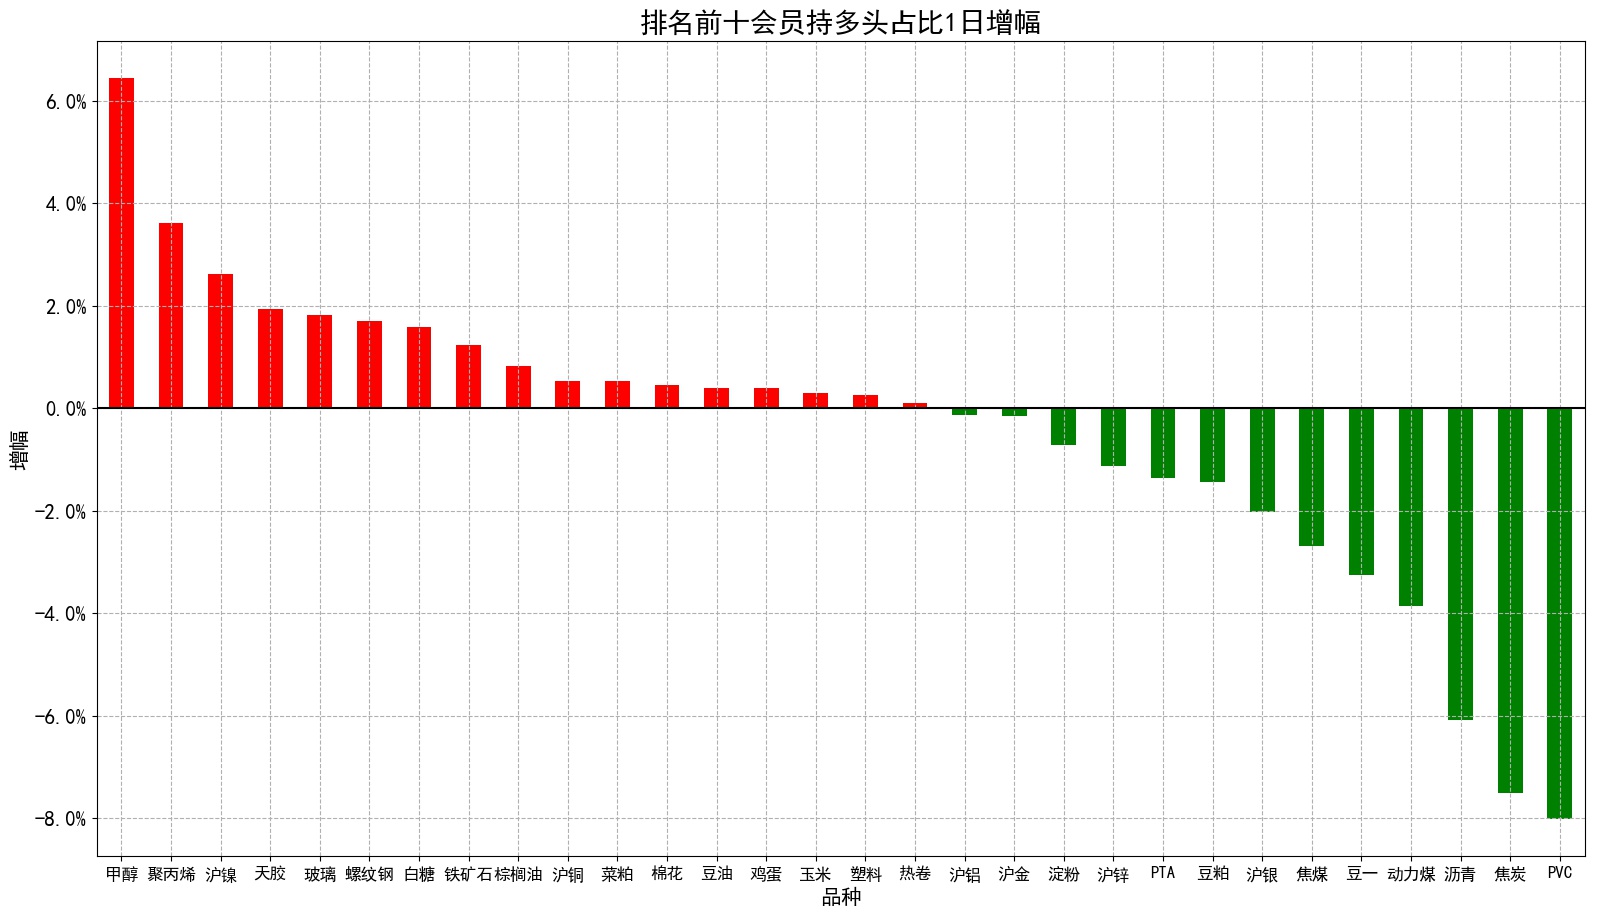 排名前十会员持多头占比1日增幅
6.0%
4.0%
2.0%
0.0%
-2.0%
-4.0%
-6.0%
-8.0%
增幅
甲醇 聚丙烯 沪镍 天胶 玻璃 螺纹钢 白糖 铁矿石 棕榈油 沪铜 菜粕 棉花 豆油 鸡蛋 玉米 塑料 热卷 沪铝 沪金 淀粉 沪锌 PTA 豆粕 沪银 焦煤 豆一 动力煤 沥青 焦炭 PVC
品种